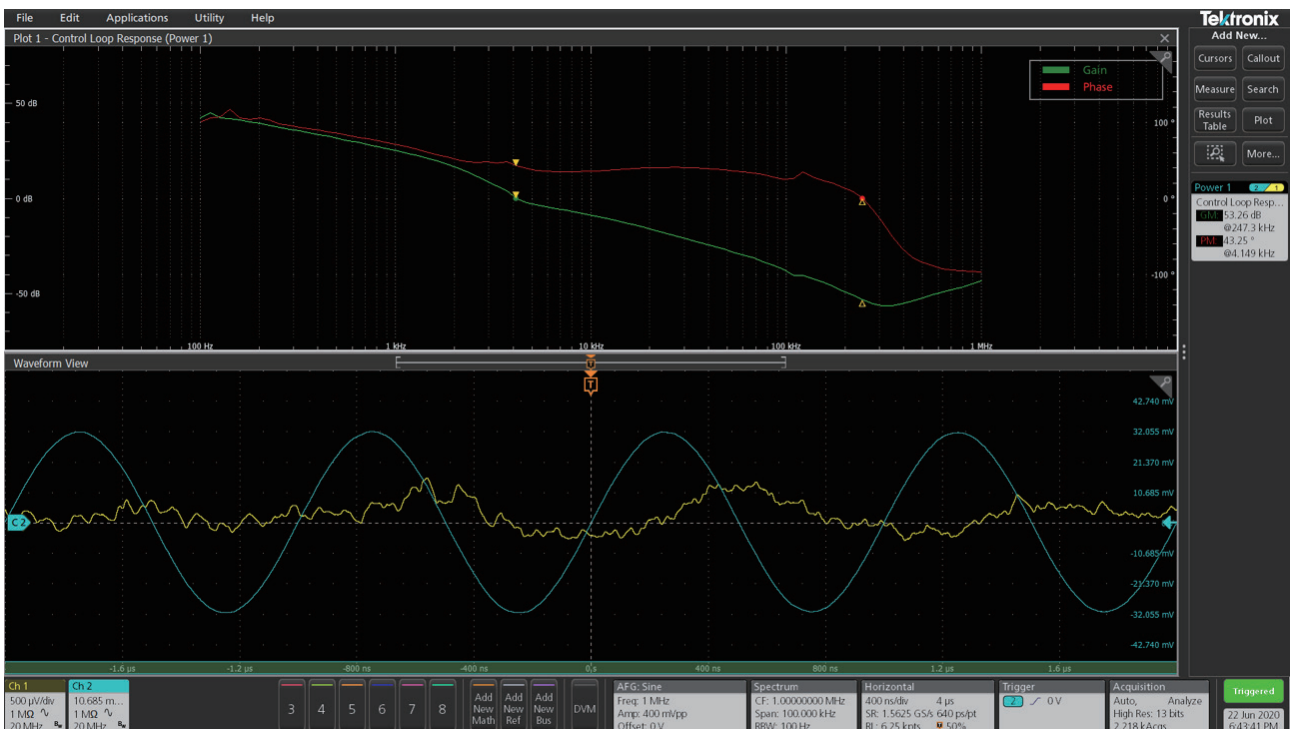 File Edit Applications Utility Help
Tektronix
Plot 1 - Control Loop Response (Power 1)
Add New...
Cursors Callout
Measure Search
Results Table Plot
More...
Gain
Phase
50 dB
0 dB
-50 dB
100 °
0 °
-100 °
100 Hz 1 kHz 10 kHz 100 kHz 1 MHz
Power 1 2 1
Control Loop Resp...
GM: 53.26 dB
@247.3 kHz
PM: 43.25 °
@4.149 kHz
Waveform View
T
T
42.740 mV
32.055 mV
21.370 mV
10.685 mV
C2
-10.685 mV
-21.370 mV
-32.055 mV
-42.740 mV
-1.6 µs -1.2 µs -800 ns -400 ns 0 s 400 ns 800 ns 1.2 µs 1.6 µs
Ch 1
500 µV/div
1 MΩ
20 MHz Bw
Ch 2
10.685 m...
1 MΩ
20 MHz Bw
3 4 5 6 7 8
Add New Math
Add New Ref
Add New Bus
DVM
AFG: Sine
Freq: 1 MHz
Amp: 400 mVpp
Offset: 0 V
Spectrum
CF: 1.00000000 MHz
Span: 100.000 kHz
RBW: 100 Hz
Horizontal
400 ns/div 4 µs
SR: 1.5625 GS/s 640 ps/pt
RL: 6.25 kpts 50%
Trigger
2 0 V
Acquisition
Auto, Analyze
High Res: 13 bits
2.218 kAcqs
Triggered
22 Jun 2020
6:43:41 PM